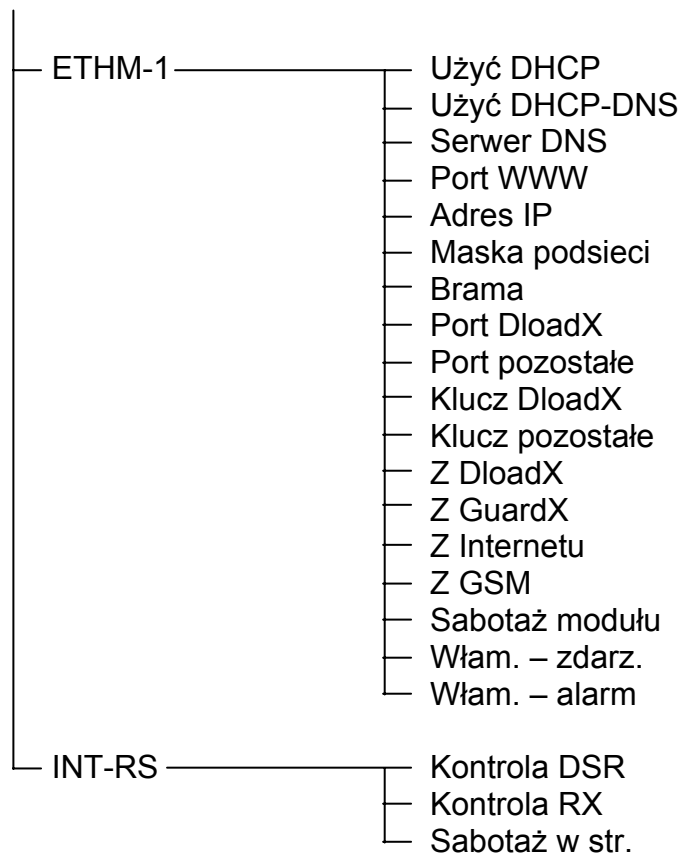 ETHM-1 Użyć DHCP
Użyć DHCP-DNS
Serwer DNS
Port WWW
Adres IP
Maska podsieci
Brama
Port DloadX
Port pozostałe
Klucz DloadX
Klucz pozostałe
Z DloadX
Z GuardX
Z Internetu
Z GSM
Sabotaż modułu
Włam. – zdarz.
Włam. – alarm
INT-RS Kontrola DSR
Kontrola RX
Sabotaż w str.